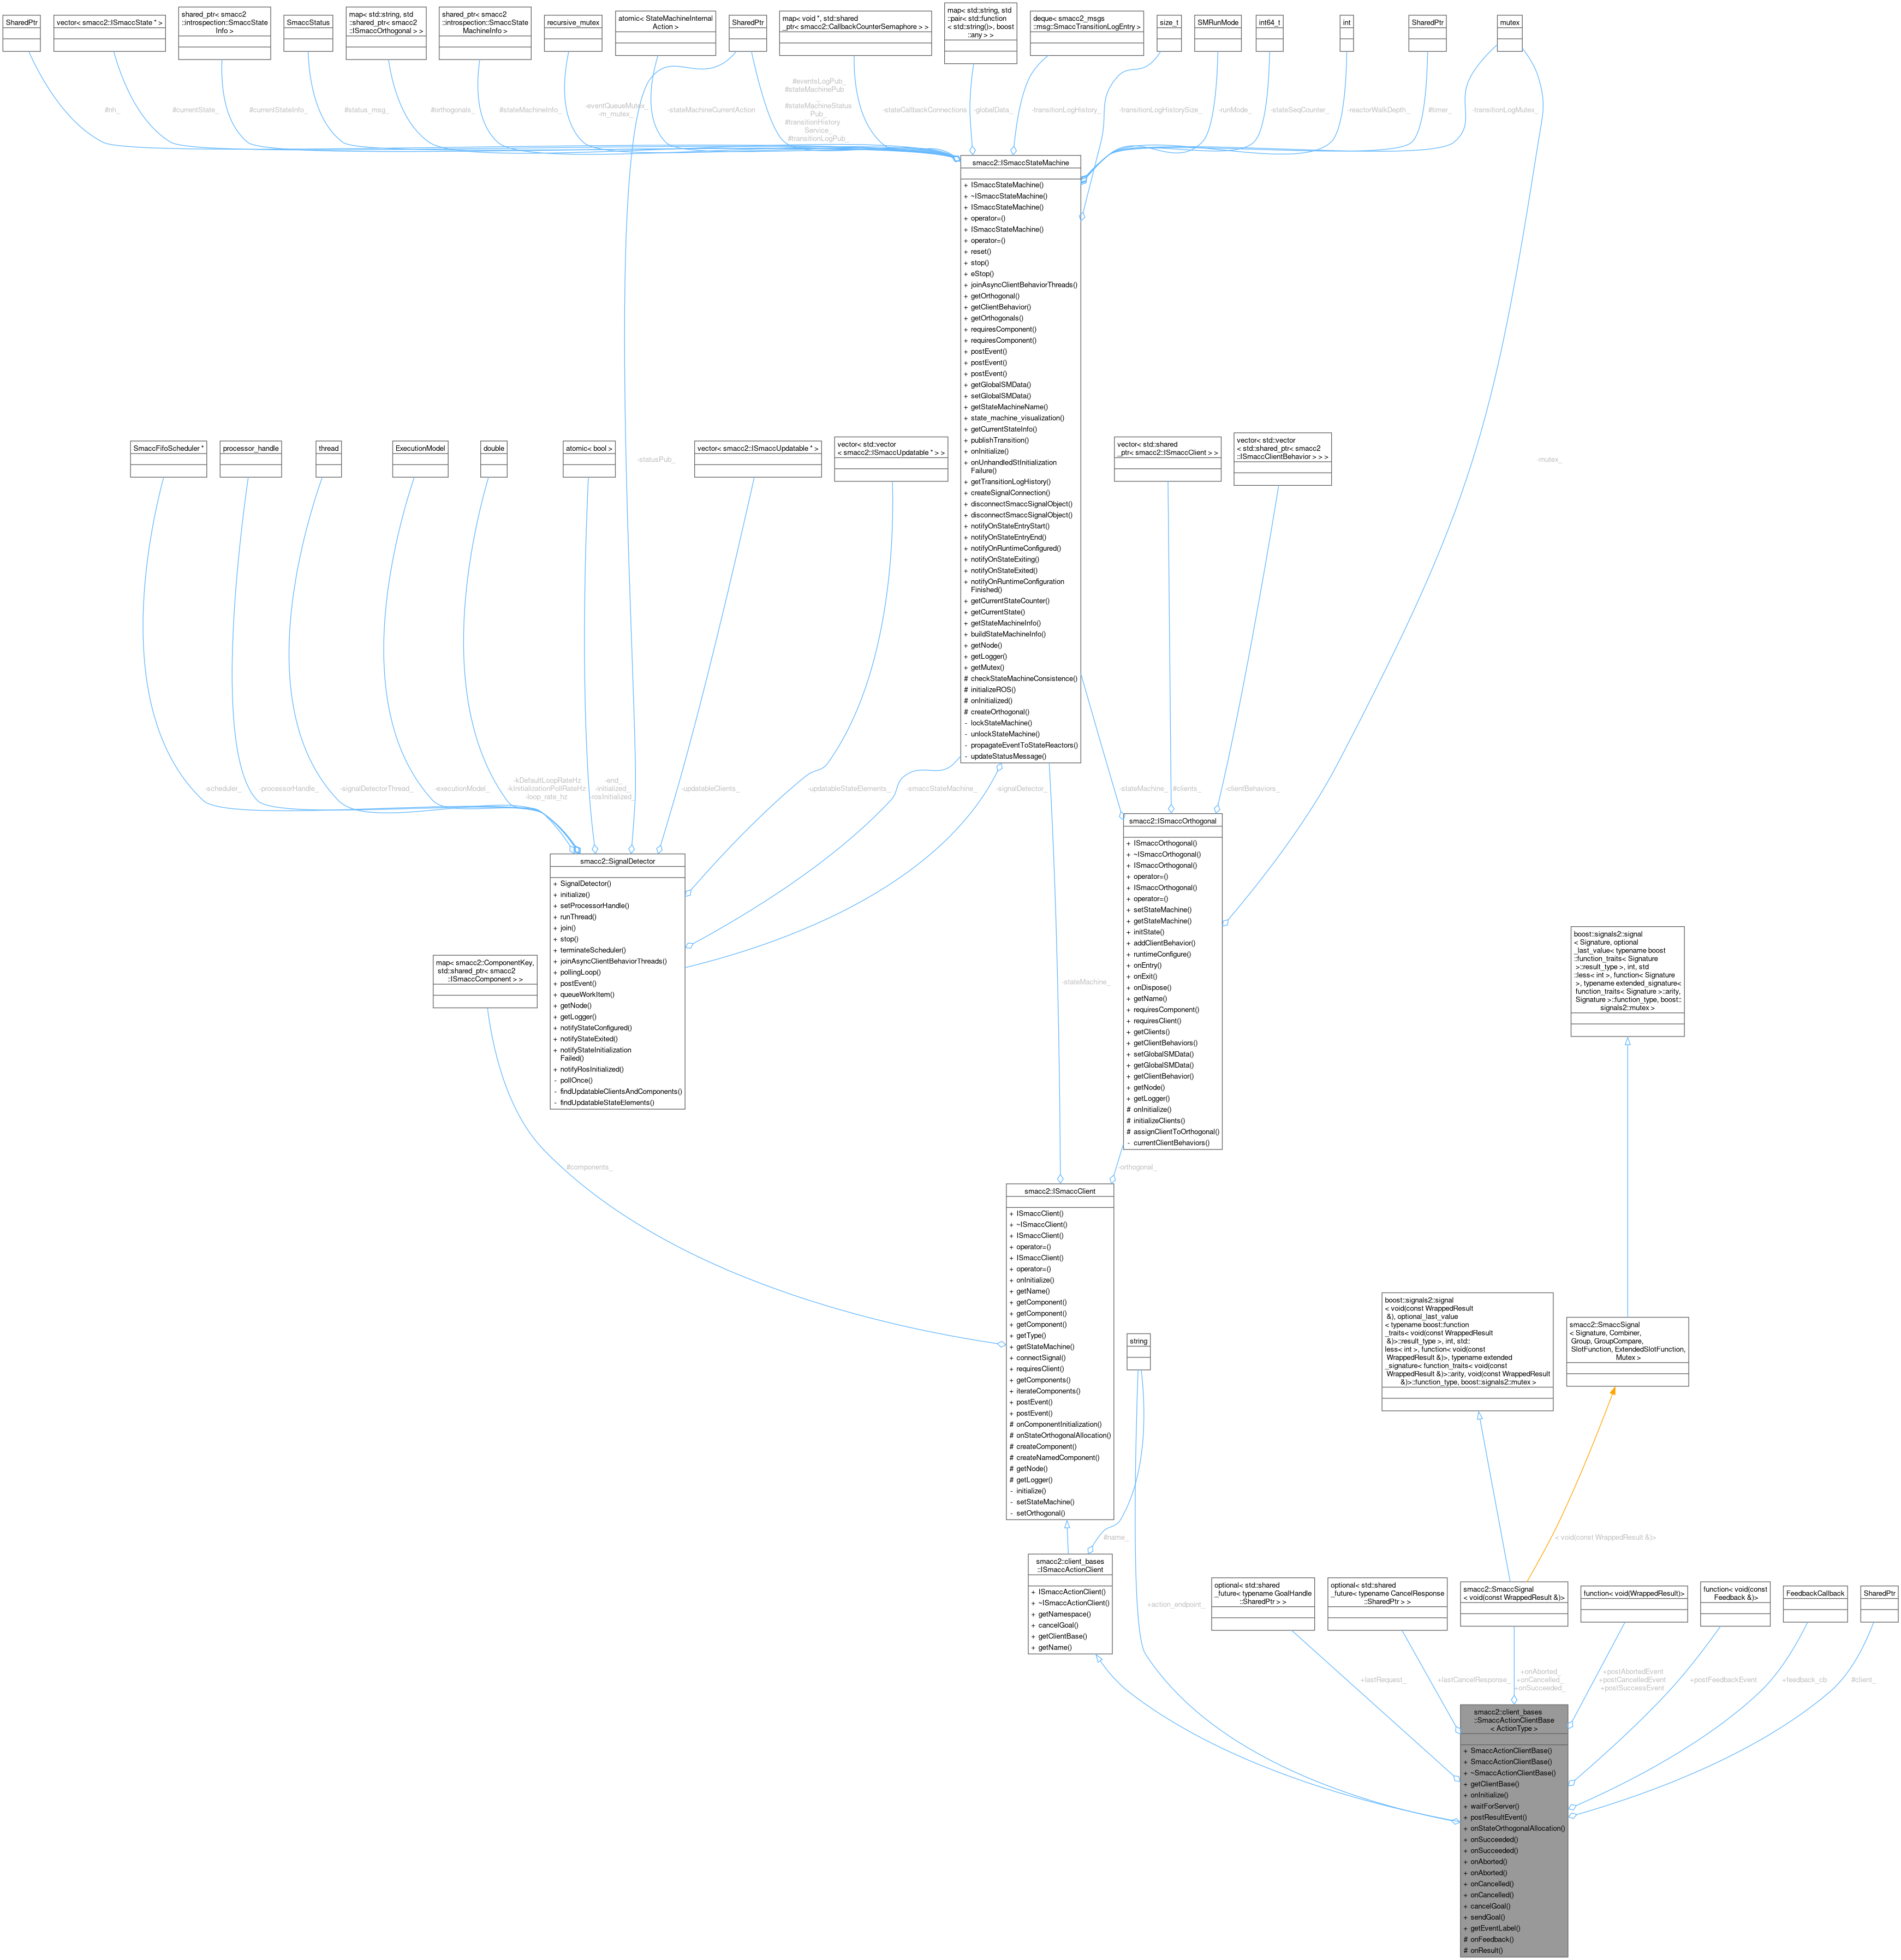 SharedPtr
vector< smacc2::ISmaccState * >
shared_ptr< smacc2
::introspection::SmaccState
Info >
SmaccStatus
map< std::string, std
::shared_ptr< smacc2
::ISmaccOrthogonal > >
shared_ptr< smacc2
::introspection::SmaccState
MachineInfo >
recursive_mutex
atomic< StateMachineInternal
Action >
SharedPtr
map< void *, std::shared
_ptr< smacc2::CallbackCounterSemaphore > >
map< std::string, std
::pair< std::function
< std::string()>, boost
::any > >
deque< smacc2_msgs
::msg::SmaccTransitionLogEntry >
size_t
SMRunMode
int64_t
int
SharedPtr
mutex
#nh_
#currentState_
#currentStateInfo_
#status_msg_
#orthogonals_
#stateMachineInfo_
-eventQueueMutex_
-m_mutex_
-stateMachineCurrentAction
#eventsLogPub_
#stateMachinePub
_
#stateMachineStatus
Pub_
#transitionHistory
Service_
#transitionLogPub_
-stateCallbackConnections
-globalData_
-transitionLogHistory_
-transitionLogHistorySize_
-runMode_
-stateSeqCounter_
-reactorWalkDepth_
#timer_
-transitionLogMutex_
smacc2::ISmaccStateMachine
+ ISmaccStateMachine()
+ ~ISmaccStateMachine()
+ ISmaccStateMachine()
+ operator=()
+ ISmaccStateMachine()
+ operator=()
+ reset()
+ stop()
+ eStop()
+ joinAsyncClientBehaviorThreads()
+ getOrthogonal()
+ getClientBehavior()
+ getOrthogonals()
+ requiresComponent()
+ requiresComponent()
+ postEvent()
+ postEvent()
+ postEvent()
+ getGlobalSMData()
+ setGlobalSMData()
+ getStateMachineName()
+ state_machine_visualization()
+ getCurrentStateInfo()
+ publishTransition()
+ onInitialize()
+ onUnhandledStInitialization
Failure()
+ getTransitionLogHistory()
+ createSignalConnection()
+ disconnectSmaccSignalObject()
+ disconnectSmaccSignalObject()
+ notifyOnStateEntryStart()
+ notifyOnStateEntryEnd()
+ notifyOnRuntimeConfigured()
+ notifyOnStateExiting()
+ notifyOnStateExited()
+ notifyOnRuntimeConfiguration
Finished()
+ getCurrentStateCounter()
+ getCurrentState()
+ getStateMachineInfo()
+ buildStateMachineInfo()
+ getNode()
+ getLogger()
+ getMutex()
# checkStateMachineConsistence()
# initializeROS()
# onInitialized()
# createOrthogonal()
- lockStateMachine()
- unlockStateMachine()
- propagateEventToStateReactors()
- updateStatusMessage()
SmaccFifoScheduler *
processor_handle
thread
ExecutionModel
double
atomic< bool >
vector< smacc2::ISmaccUpdatable * >
vector< std::vector
< smacc2::ISmaccUpdatable * > >
vector< std::shared
_ptr< smacc2::ISmaccClient > >
vector< std::vector
< std::shared_ptr< smacc2
::ISmaccClientBehavior > > >
-statusPub_
-mutex_
-scheduler_
-processorHandle_
-signalDetectorThread_
-executionModel_
-kDefaultLoopRateHz
-kInitializationPollRateHz
-loop_rate_hz
-end_
-initialized_
-rosInitialized_
-updatableClients_
-updatableStateElements_
-smaccStateMachine_
-signalDetector_
-stateMachine_
#clients_
-clientBehaviors_
smacc2::SignalDetector
+ SignalDetector()
+ initialize()
+ setProcessorHandle()
+ runThread()
+ join()
+ stop()
+ terminateScheduler()
+ joinAsyncClientBehaviorThreads()
+ pollingLoop()
+ postEvent()
+ queueWorkItem()
+ getNode()
+ getLogger()
+ notifyStateConfigured()
+ notifyStateExited()
+ notifyStateInitialization
Failed()
+ notifyRosInitialized()
- pollOnce()
- findUpdatableClientsAndComponents()
- findUpdatableStateElements()
smacc2::ISmaccOrthogonal
+ ISmaccOrthogonal()
+ ~ISmaccOrthogonal()
+ ISmaccOrthogonal()
+ operator=()
+ ISmaccOrthogonal()
+ operator=()
+ setStateMachine()
+ getStateMachine()
+ initState()
+ addClientBehavior()
+ runtimeConfigure()
+ onEntry()
+ onExit()
+ onDispose()
+ getName()
+ requiresComponent()
+ requiresClient()
+ getClients()
+ getClientBehaviors()
+ setGlobalSMData()
+ getGlobalSMData()
+ getClientBehavior()
+ getNode()
+ getLogger()
# onInitialize()
# initializeClients()
# assignClientToOrthogonal()
- currentClientBehaviors()
map< smacc2::ComponentKey,
std::shared_ptr< smacc2
::ISmaccComponent > >
-stateMachine_
boost::signals2::signal
< Signature, optional
_last_value< typename boost
::function_traits< Signature
>::result_type >, int, std
::less< int >, function< Signature
>, typename extended_signature<
function_traits< Signature >::arity,
Signature >::function_type, boost::
signals2::mutex >
#components_
-orthogonal_
smacc2::ISmaccClient
+ ISmaccClient()
+ ~ISmaccClient()
+ ISmaccClient()
+ operator=()
+ ISmaccClient()
+ operator=()
+ onInitialize()
+ getName()
+ getComponent()
+ getComponent()
+ getComponent()
+ getType()
+ getStateMachine()
+ connectSignal()
+ requiresClient()
+ getComponents()
+ iterateComponents()
+ postEvent()
+ postEvent()
# onComponentInitialization()
# onStateOrthogonalAllocation()
# createComponent()
# createNamedComponent()
# getNode()
# getLogger()
- initialize()
- setStateMachine()
- setOrthogonal()
string
boost::signals2::signal
< void(const WrappedResult
&), optional_last_value
< typename boost::function
_traits< void(const WrappedResult
&)>::result_type >, int, std::
less< int >, function< void(const
WrappedResult &)>, typename extended
_signature< function_traits< void(const
WrappedResult &)>::arity, void(const WrappedResult
&)>::function_type, boost::signals2::mutex >
smacc2::SmaccSignal
< Signature, Combiner,
Group, GroupCompare,
SlotFunction, ExtendedSlotFunction,
Mutex >
#name_
< void(const WrappedResult &)>
smacc2::client_bases
::ISmaccActionClient
+ ISmaccActionClient()
+ ~ISmaccActionClient()
+ getNamespace()
+ cancelGoal()
+ getClientBase()
+ getName()
+action_endpoint_
optional< std::shared
_future< typename GoalHandle
::SharedPtr > >
optional< std::shared
_future< typename CancelResponse
::SharedPtr > >
smacc2::SmaccSignal
< void(const WrappedResult &)>
function< void(WrappedResult)>
function< void(const
Feedback &)>
FeedbackCallback
SharedPtr
+lastRequest_
+lastCancelResponse_
+onAborted_
+onCancelled_
+onSucceeded_
+postAbortedEvent
+postCancelledEvent
+postSuccessEvent
+postFeedbackEvent
+feedback_cb
#client_
smacc2::client_bases
::SmaccActionClientBase
< ActionType >
+ SmaccActionClientBase()
+ SmaccActionClientBase()
+ ~SmaccActionClientBase()
+ getClientBase()
+ onInitialize()
+ waitForServer()
+ postResultEvent()
+ onStateOrthogonalAllocation()
+ onSucceeded()
+ onSucceeded()
+ onAborted()
+ onAborted()
+ onCancelled()
+ onCancelled()
+ cancelGoal()
+ sendGoal()
+ getEventLabel()
# onFeedback()
# onResult()